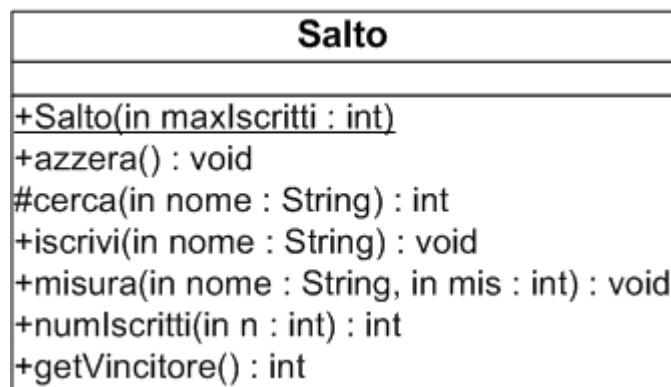 Salto
+Salto(in maxIscritti : int)
+azzera() : void
#cerca(in nome : String) : int
+iscrivi(in nome : String) : void
+misura(in nome : String, in mis : int) : void
+numIscritti(in n : int) : int
+getVincitore() : int